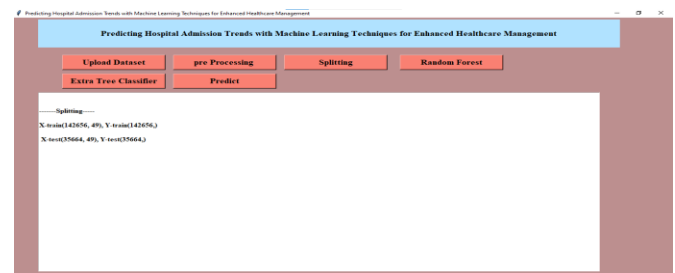 Predicting Hospital Admission Trends with Machine Learning Techniques for Enhanced Healthcare Management
Predicting Hospital Admission Trends with Machine Learning Techniques for Enhanced Healthcare Management
Upload Dataset pre Processing Splitting Random Forest
Extra Tree Classifier Predict
------Splitting-----
X-train(142656, 49), Y-train(142656,)
X-test(35664, 49), Y-test(35664,)